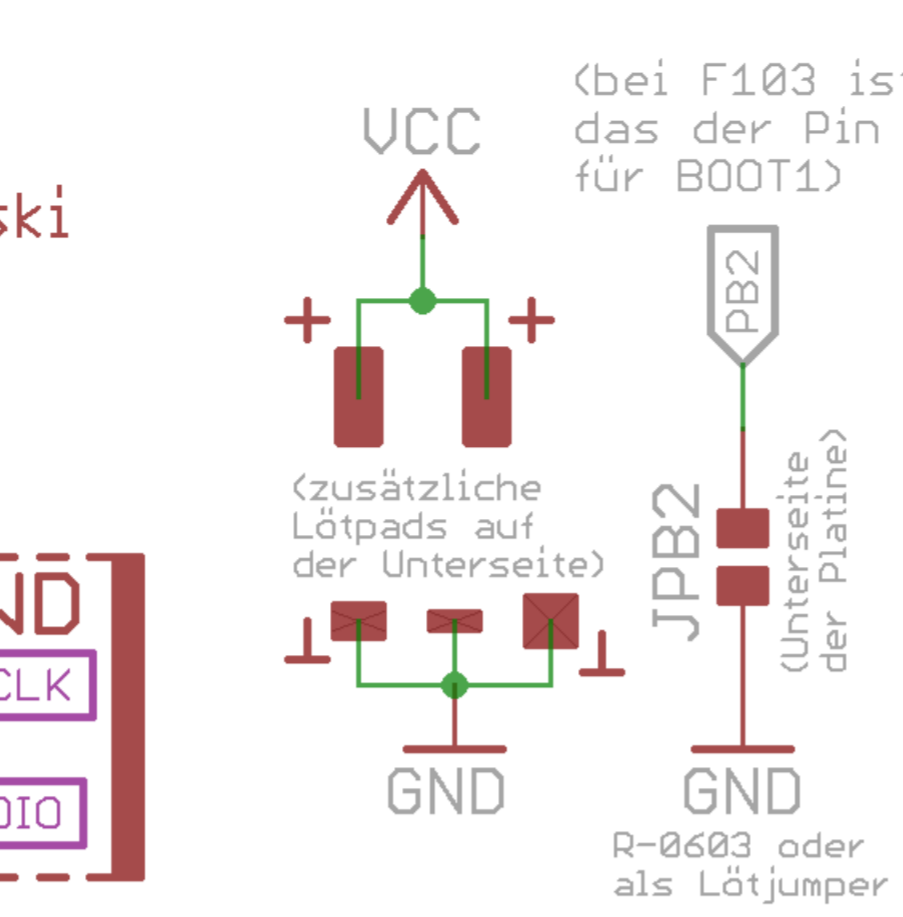 (bei F103 ist
das der Pin
für BOOT1)
VCC
ski
PB2
+ +
(zusätzliche
Lötpads auf
der Unterseite)
JPB2
(Unterseite
der Platine)
ND
CLK
DIO
GND
GND
R-0603 oder
als Lötjumper